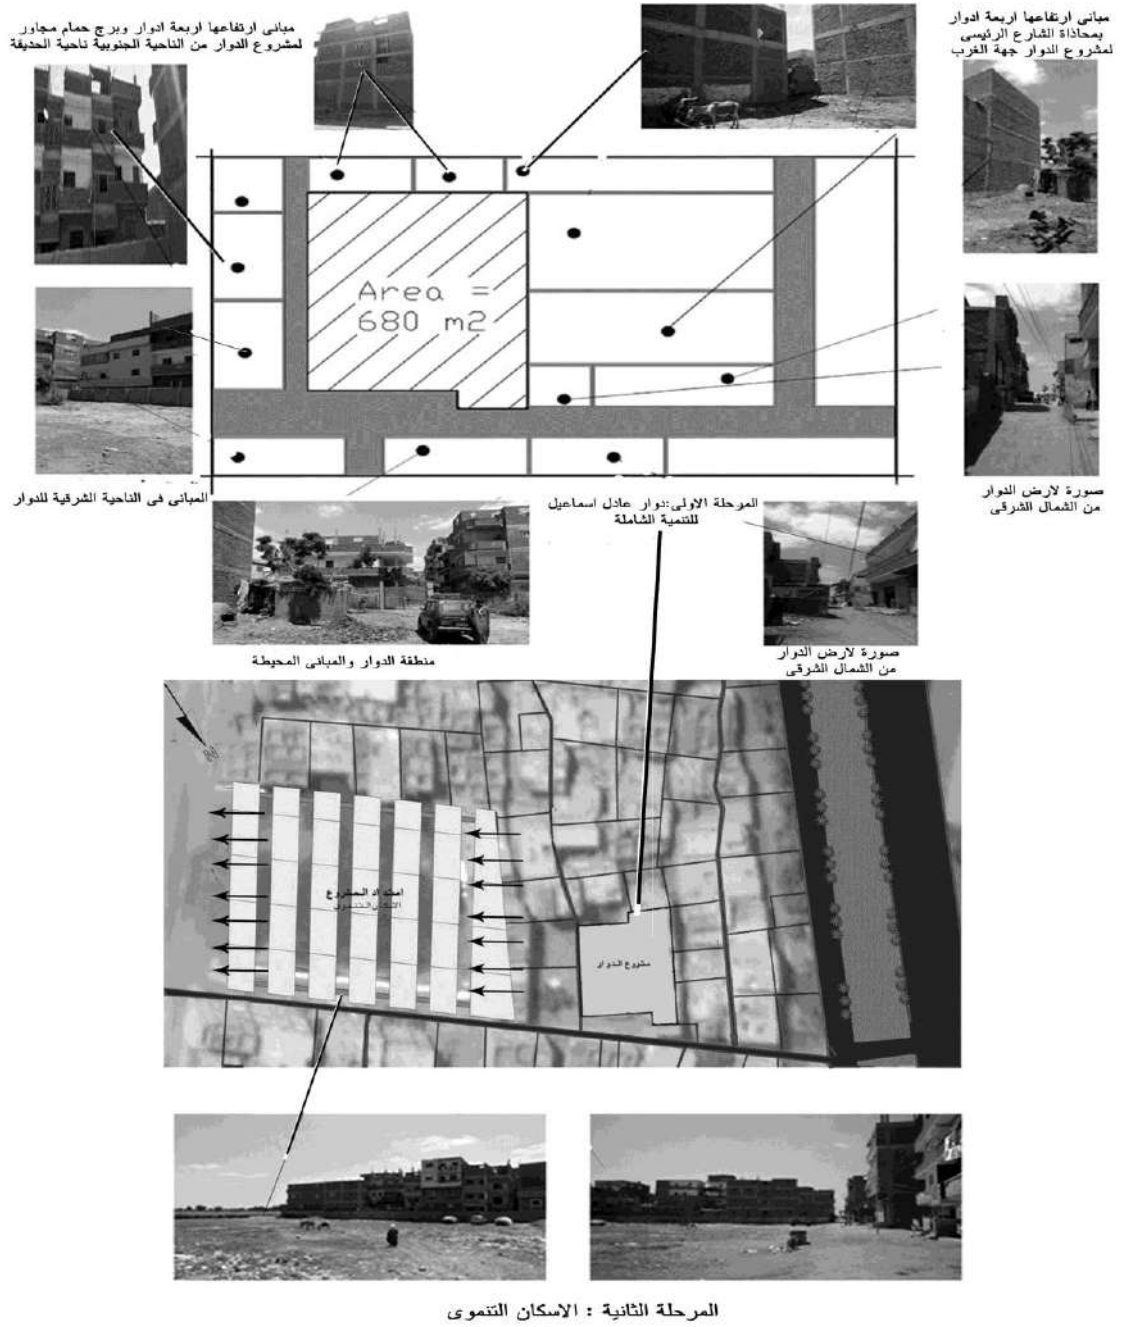 مبانى ارتفاعها اربعة ادوار وبرج حمام مجاور
لمشروع الدوار من الناحية الجنوبية ناحية الحديقة
مبانى ارتفاعها اربعة ادوار
بمحاذاة الشارع الرئيسى
لمشروع الدوار جهة الغرب
Area =
680 m2
المبانى فى الناحية الشرقية للدوار
صورة لارض الدوار
من الشمال الشرقى
المرحلة الاولى:دوار عادل اسماعيل
للتنمية الشاملة
منطقة الدوار والمبانى المحيطة
صورة لارض الدوار
من الشمال الشرقى
امتداد المشروع
الاسكان التنموى
مشروع الدوار
المرحلة الثانية : الاسكان التنموى